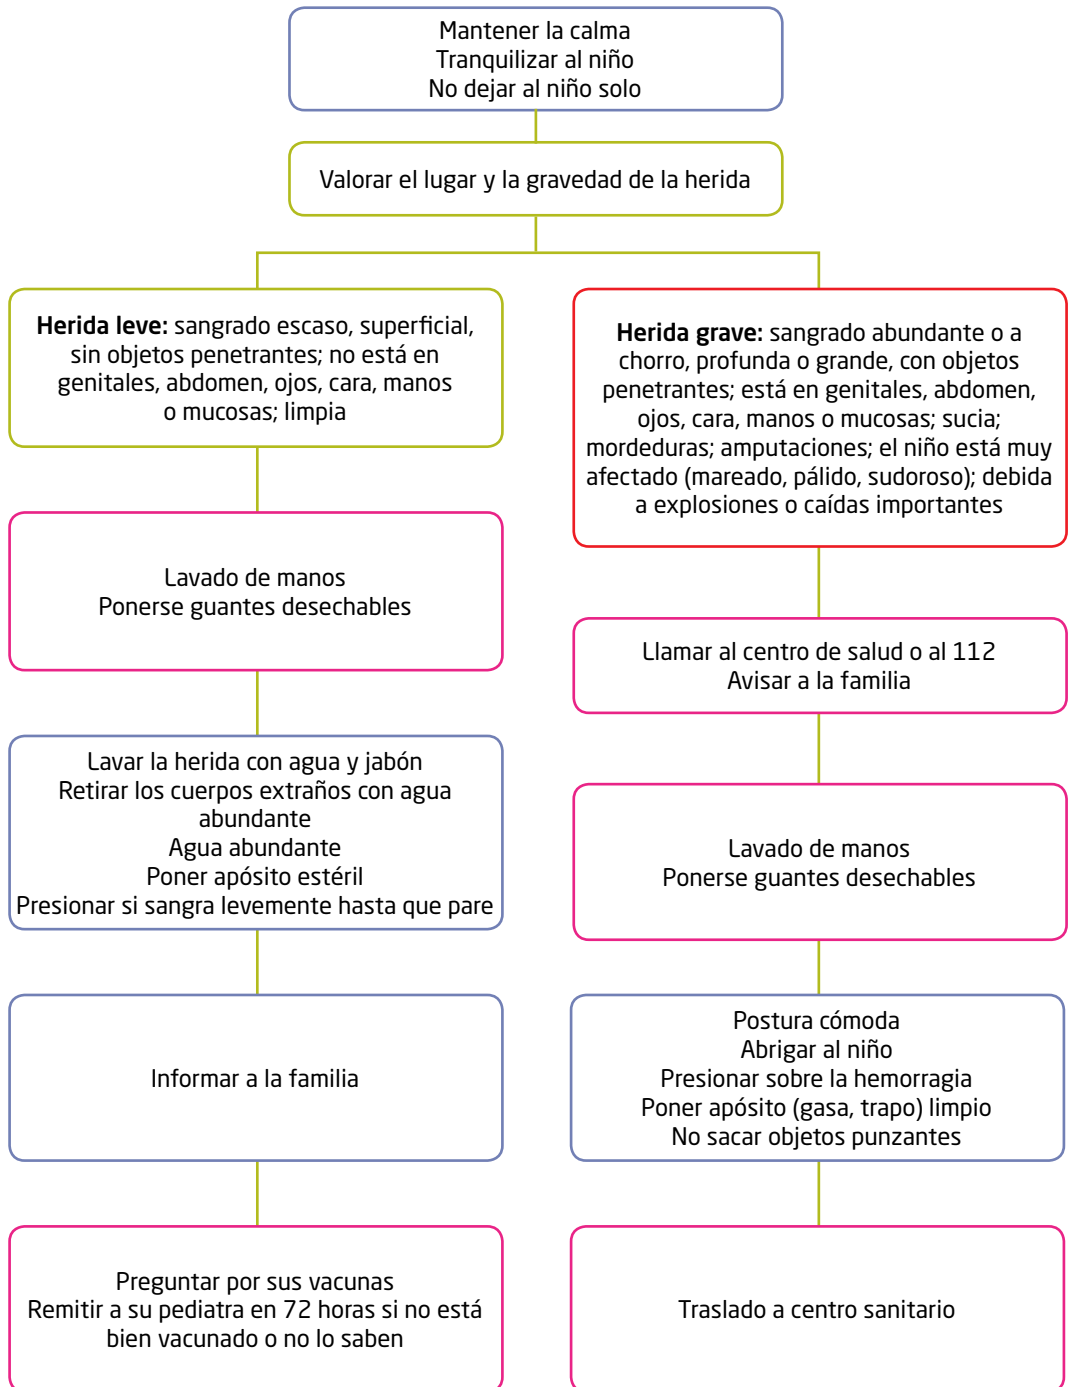 Mantener la calma
Tranquilizar al niño
No dejar al niño solo
Valorar el lugar y la gravedad de la herida
Herida leve: sangrado escaso, superficial,
sin objetos penetrantes; no está en
genitales, abdomen, ojos, cara, manos
o mucosas; limpia
Lavado de manos
Ponerse guantes desechables
Lavar la herida con agua y jabón
Retirar los cuerpos extraños con agua
abundante
Agua abundante
Poner apósito estéril
Presionar si sangra levemente hasta que pare
Informar a la familia
Preguntar por sus vacunas
Remitir a su pediatra en 72 horas si no está
bien vacunado o no lo saben
Herida grave: sangrado abundante o a
chorro, profunda o grande, con objetos
penetrantes; está en genitales, abdomen,
ojos, cara, manos o mucosas; sucia;
mordeduras; amputaciones; el niño está muy
afectado (mareado, pálido, sudoroso); debida
a explosiones o caídas importantes
Llamar al centro de salud o al 112
Avisar a la familia
Lavado de manos
Ponerse guantes desechables
Postura cómoda
Abrigar al niño
Presionar sobre la hemorragia
Poner apósito (gasa, trapo) limpio
No sacar objetos punzantes
Traslado a centro sanitario